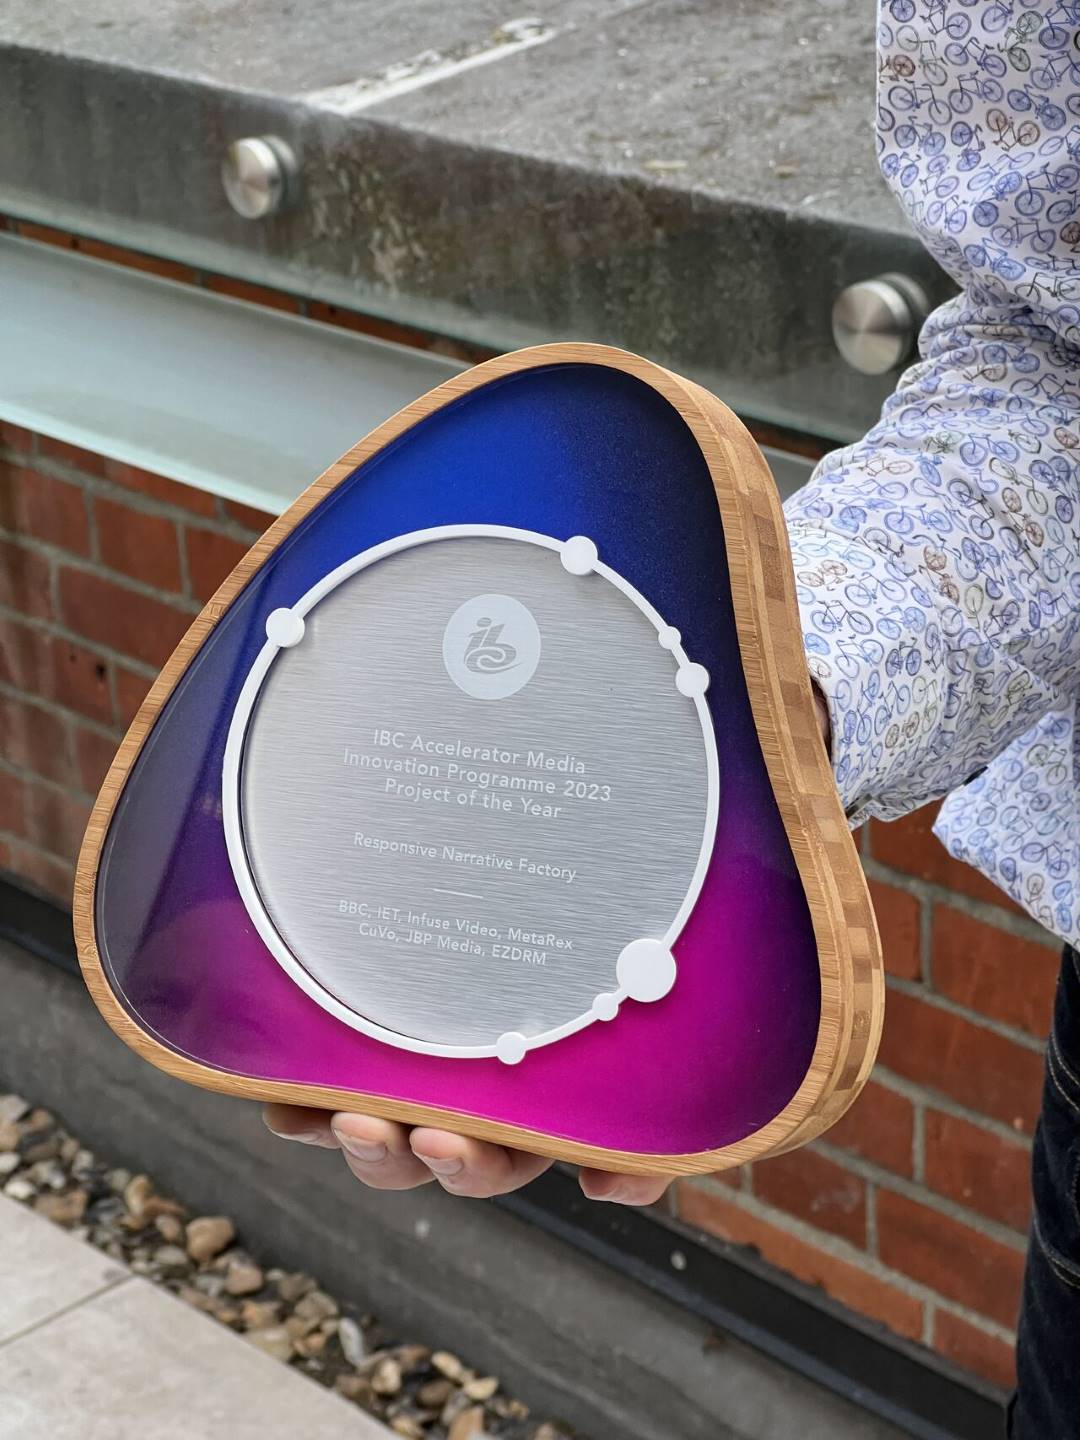 ibc
IBC Accelerator Media
Innovation Programme 2023
Project of the Year
Responsive Narrative Factory
BBC, IET, Infuse Video, MetaRex
CuVo, JBP Media, EZDRM